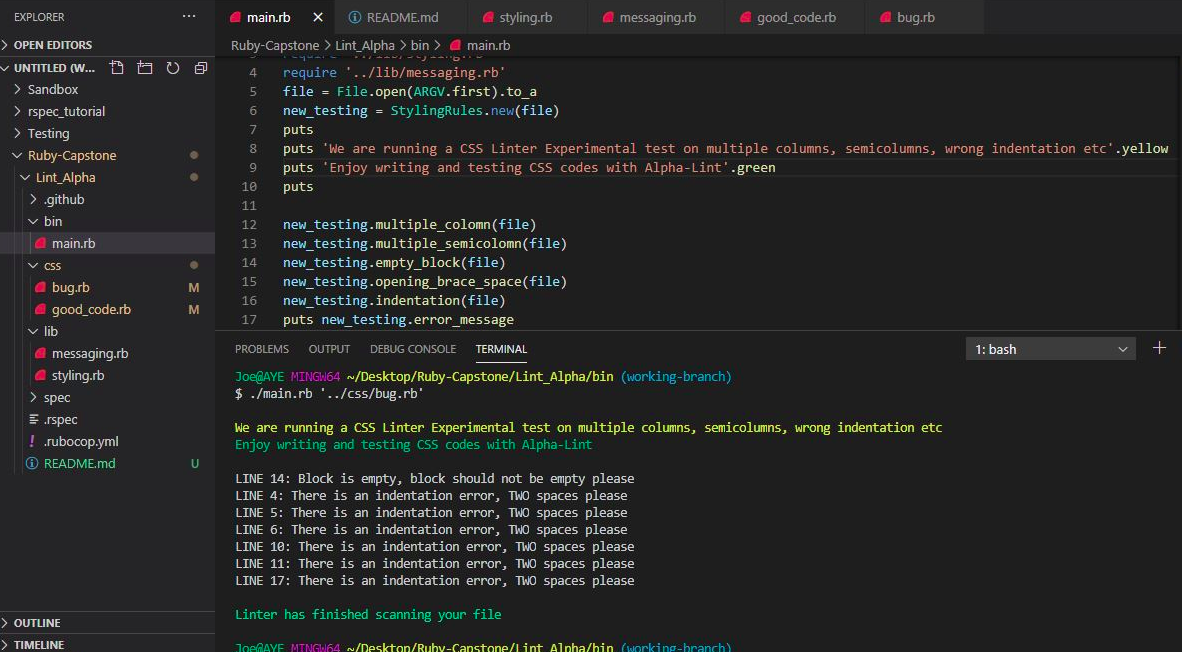 EXPLORER
OPEN EDITORS
UNTITLED (W...
Sandbox
rspec_tutorial
Testing
Ruby-Capstone
Lint_Alpha
.github
bin
main.rb
css
bug.rb M
good_code.rb M
lib
messaging.rb
styling.rb
spec
.rspec
! .rubocop.yml
README.md U
OUTLINE
TIMELINE
main.rb README.md styling.rb messaging.rb good_code.rb bug.rb
Ruby-Capstone > Lint_Alpha > bin > main.rb
3 require '../lib/styling.rb'
4 require '../lib/messaging.rb'
5 file = File.open(ARGV.first).to_a
6 new_testing = StylingRules.new(file)
7 puts
8 puts 'We are running a CSS Linter Experimental test on multiple columns, semicolumns, wrong indentation etc'.yellow
9 puts 'Enjoy writing and testing CSS codes with Alpha-Lint'.green
10 puts
11
12 new_testing.multiple_colomn(file)
13 new_testing.multiple_semicolomn(file)
14 new_testing.empty_block(file)
15 new_testing.opening_brace_space(file)
16 new_testing.indentation(file)
17 puts new_testing.error_message
PROBLEMS OUTPUT DEBUG CONSOLE TERMINAL 1: bash
Joe@AYE MINGW64 ~/Desktop/Ruby-Capstone/Lint_Alpha/bin (working-branch)
$ ./main.rb '../css/bug.rb'
We are running a CSS Linter Experimental test on multiple columns, semicolumns, wrong indentation etc
Enjoy writing and testing CSS codes with Alpha-Lint
LINE 14: Block is empty, block should not be empty please
LINE 4: There is an indentation error, TWO spaces please
LINE 5: There is an indentation error, TWO spaces please
LINE 6: There is an indentation error, TWO spaces please
LINE 10: There is an indentation error, TWO spaces please
LINE 11: There is an indentation error, TWO spaces please
LINE 17: There is an indentation error, TWO spaces please
Linter has finished scanning your file
Joe@AYE MINGW64 ~/Desktop/Ruby-Capstone/Lint_Alpha/bin (working-branch)